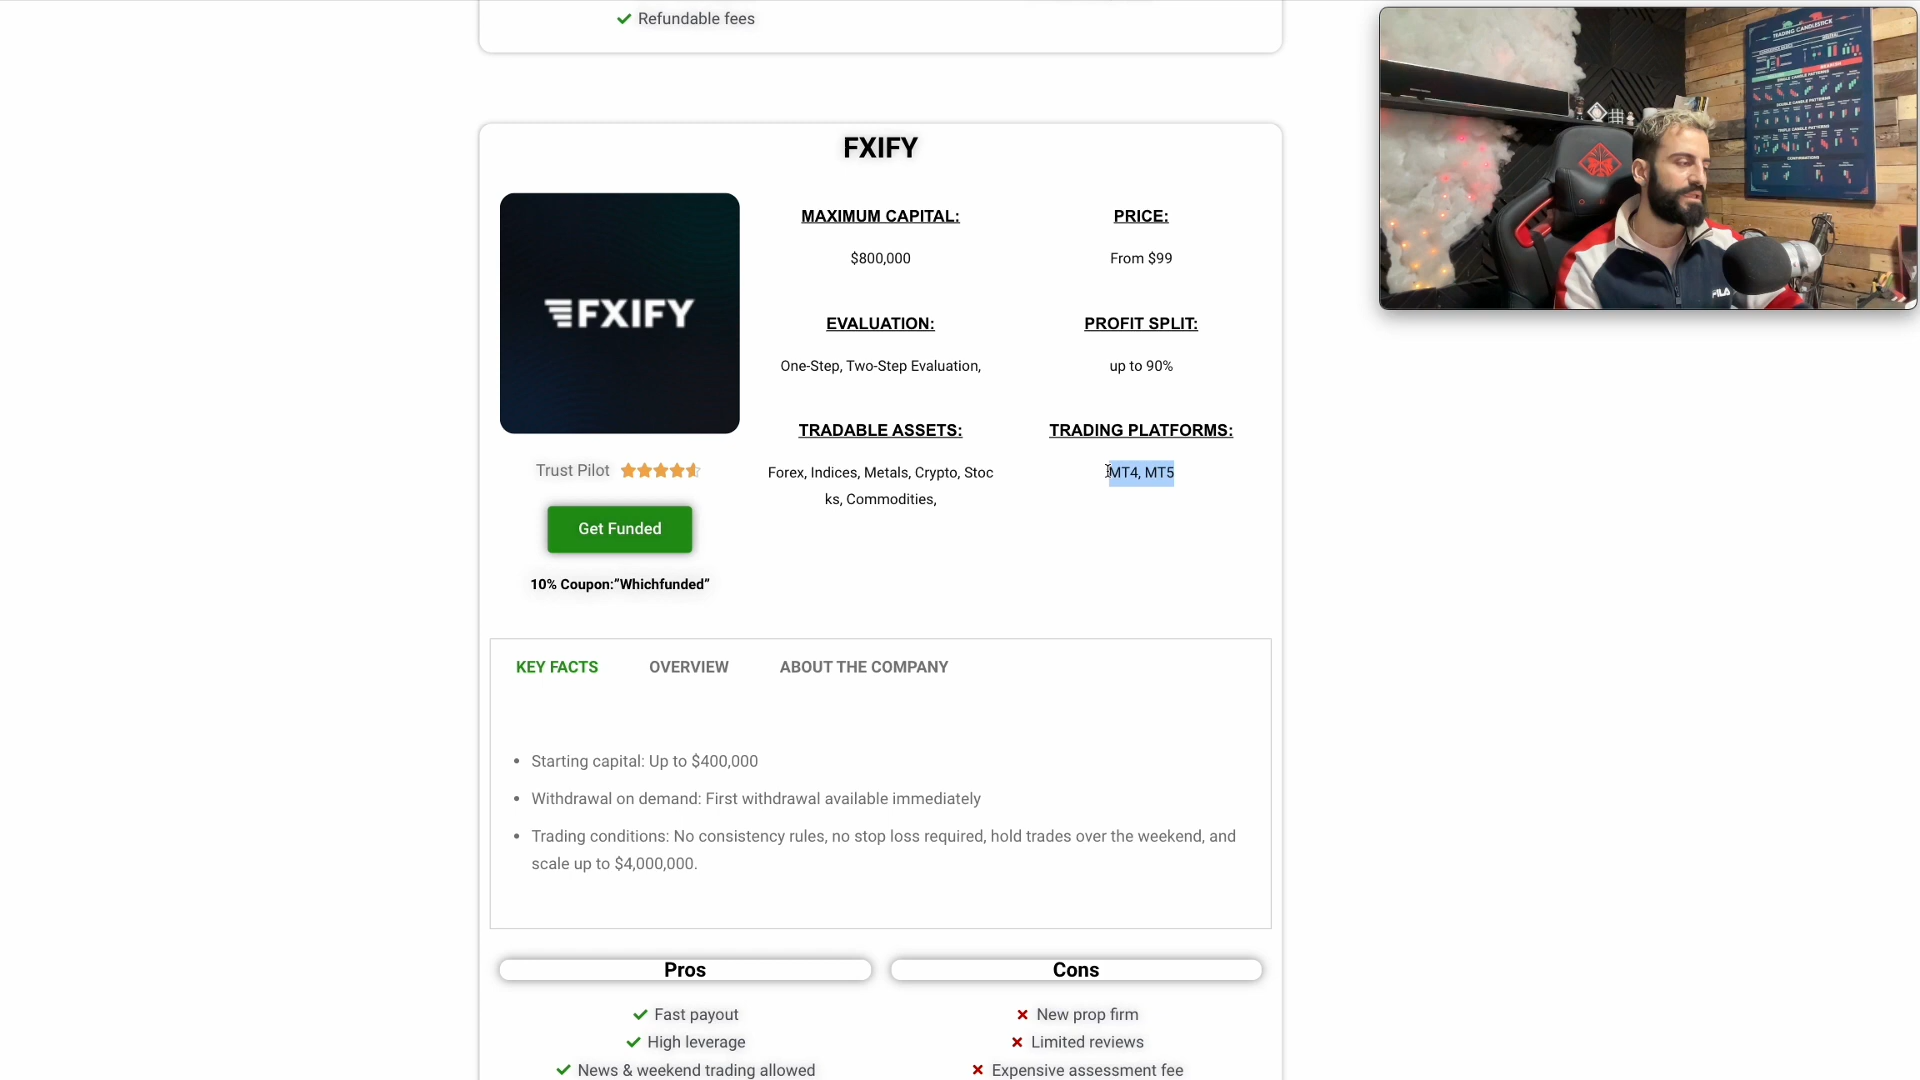 Refundable fees
FXIFY
FXIFY
MAXIMUM CAPITAL:
$800,000
PRICE:
From $99
EVALUATION:
One-Step, Two-Step Evaluation,
PROFIT SPLIT:
up to 90%
TRADABLE ASSETS:
Forex, Indices, Metals, Crypto, Stoc
ks, Commodities,
TRADING PLATFORMS:
MT4, MT5
Trust Pilot
Get Funded
10% Coupon:"Whichfunded"
KEY FACTS
OVERVIEW
ABOUT THE COMPANY
Starting capital: Up to $400,000
Withdrawal on demand: First withdrawal available immediately
Trading conditions: No consistency rules, no stop loss required, hold trades over the weekend, and
scale up to $4,000,000.
Pros
Fast payout
High leverage
News & weekend trading allowed
Cons
New prop firm
Limited reviews
Expensive assessment fee
TRADING CANDLESTICK
FILA